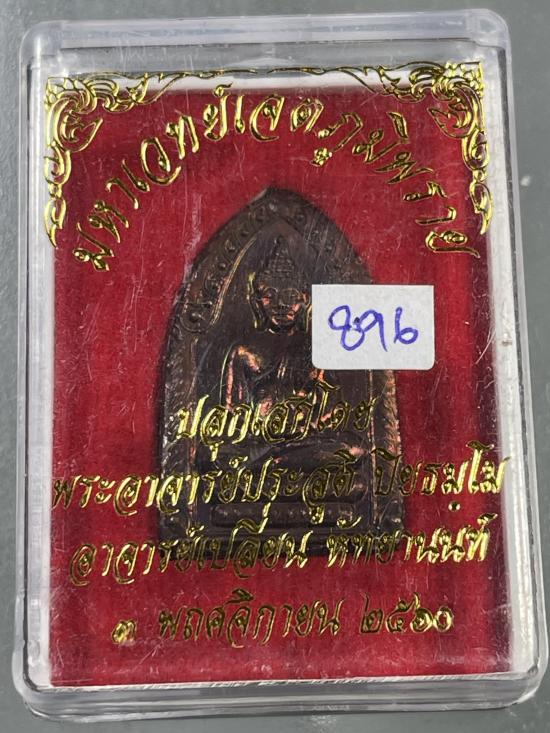 มหาเวทย์เจตภูมิพราย
896
ปลุกเสกโดย
พระอาจารย์ประสูติ ปิยธมฺโม
อาจารย์เปลี่ยน หัทยานนท์
๓ พฤศจิกายน ๒๕๖๐